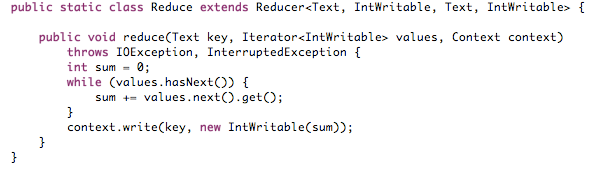 public static class Reduce extends Reducer<Text, IntWritable, Text, IntWritable> {
public void reduce(Text key, Iterator<IntWritable> values, Context context)
throws IOException, InterruptedException {
int sum = 0;
while (values.hasNext()) {
sum += values.next().get();
}
context.write(key, new IntWritable(sum));
}
}